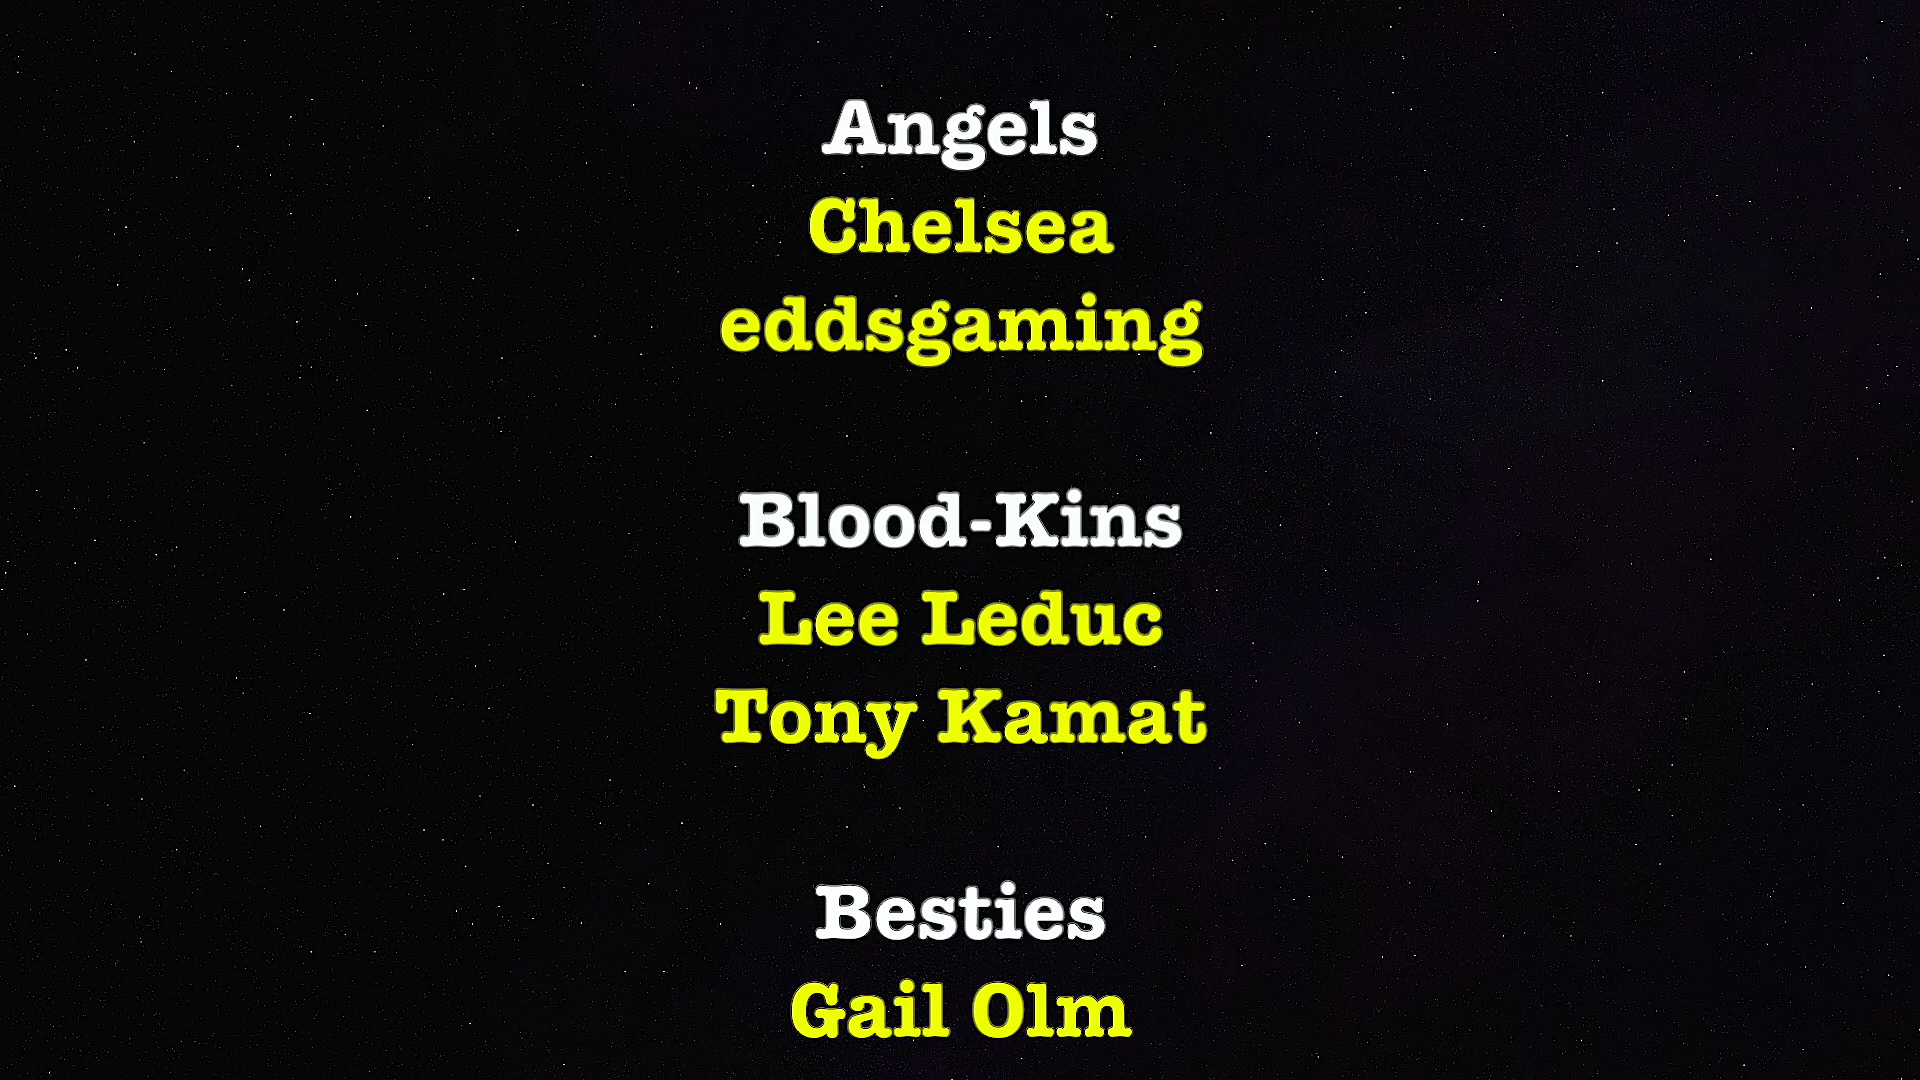 Angels
Chelsea
eddsgaming
Blood-Kins
Lee Leduc
Tony Kamat
Besties
Gail Olm